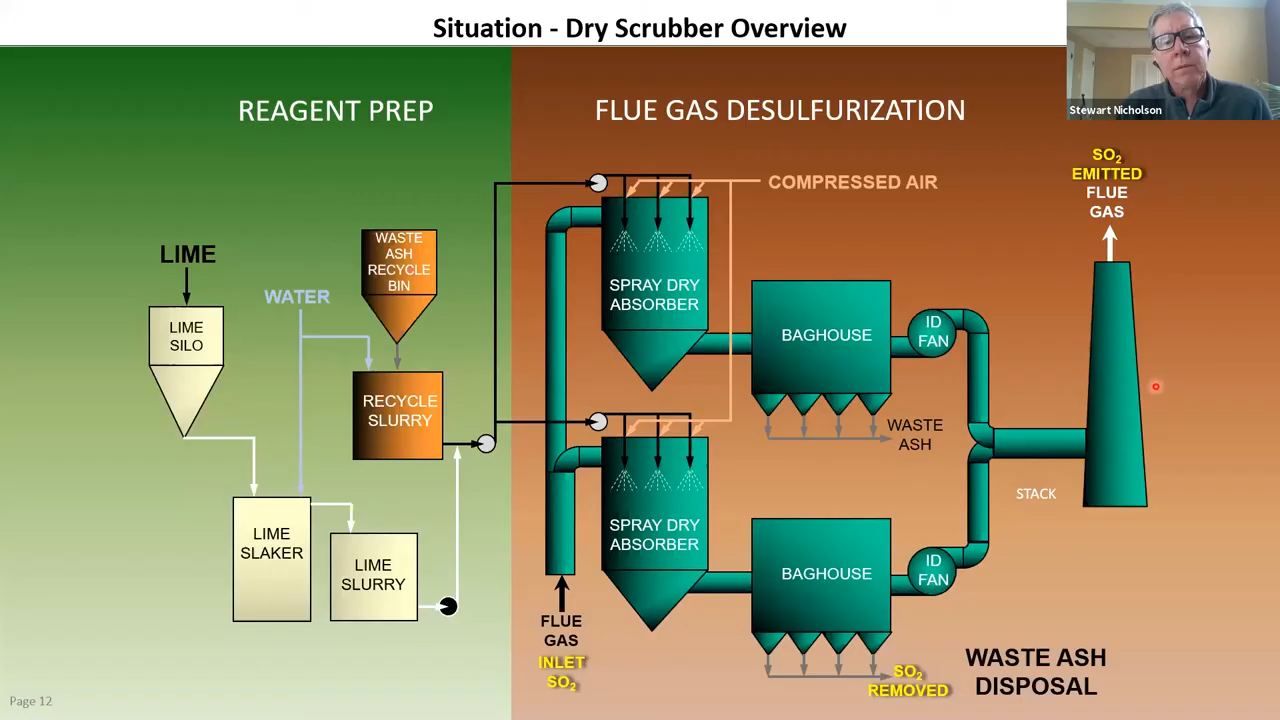 Situation - Dry Scrubber Overview
Stewart Nicholson
REAGENT PREP
FLUE GAS DESULFURIZATION
SO₂
EMITTED
FLUE
GAS
COMPRESSED AIR
LIME
WATER
WASTE
ASH
RECYCLE
BIN
LIME
SILO
RECYCLE
SLURRY
LIME
SLAKER
LIME
SLURRY
SPRAY DRY
ABSORBER
BAGHOUSE
ID
FAN
WASTE
ASH
STACK
SPRAY DRY
ABSORBER
BAGHOUSE
ID
FAN
FLUE
GAS
INLET
SO₂
SO₂
REMOVED
WASTE ASH
DISPOSAL
Page 12